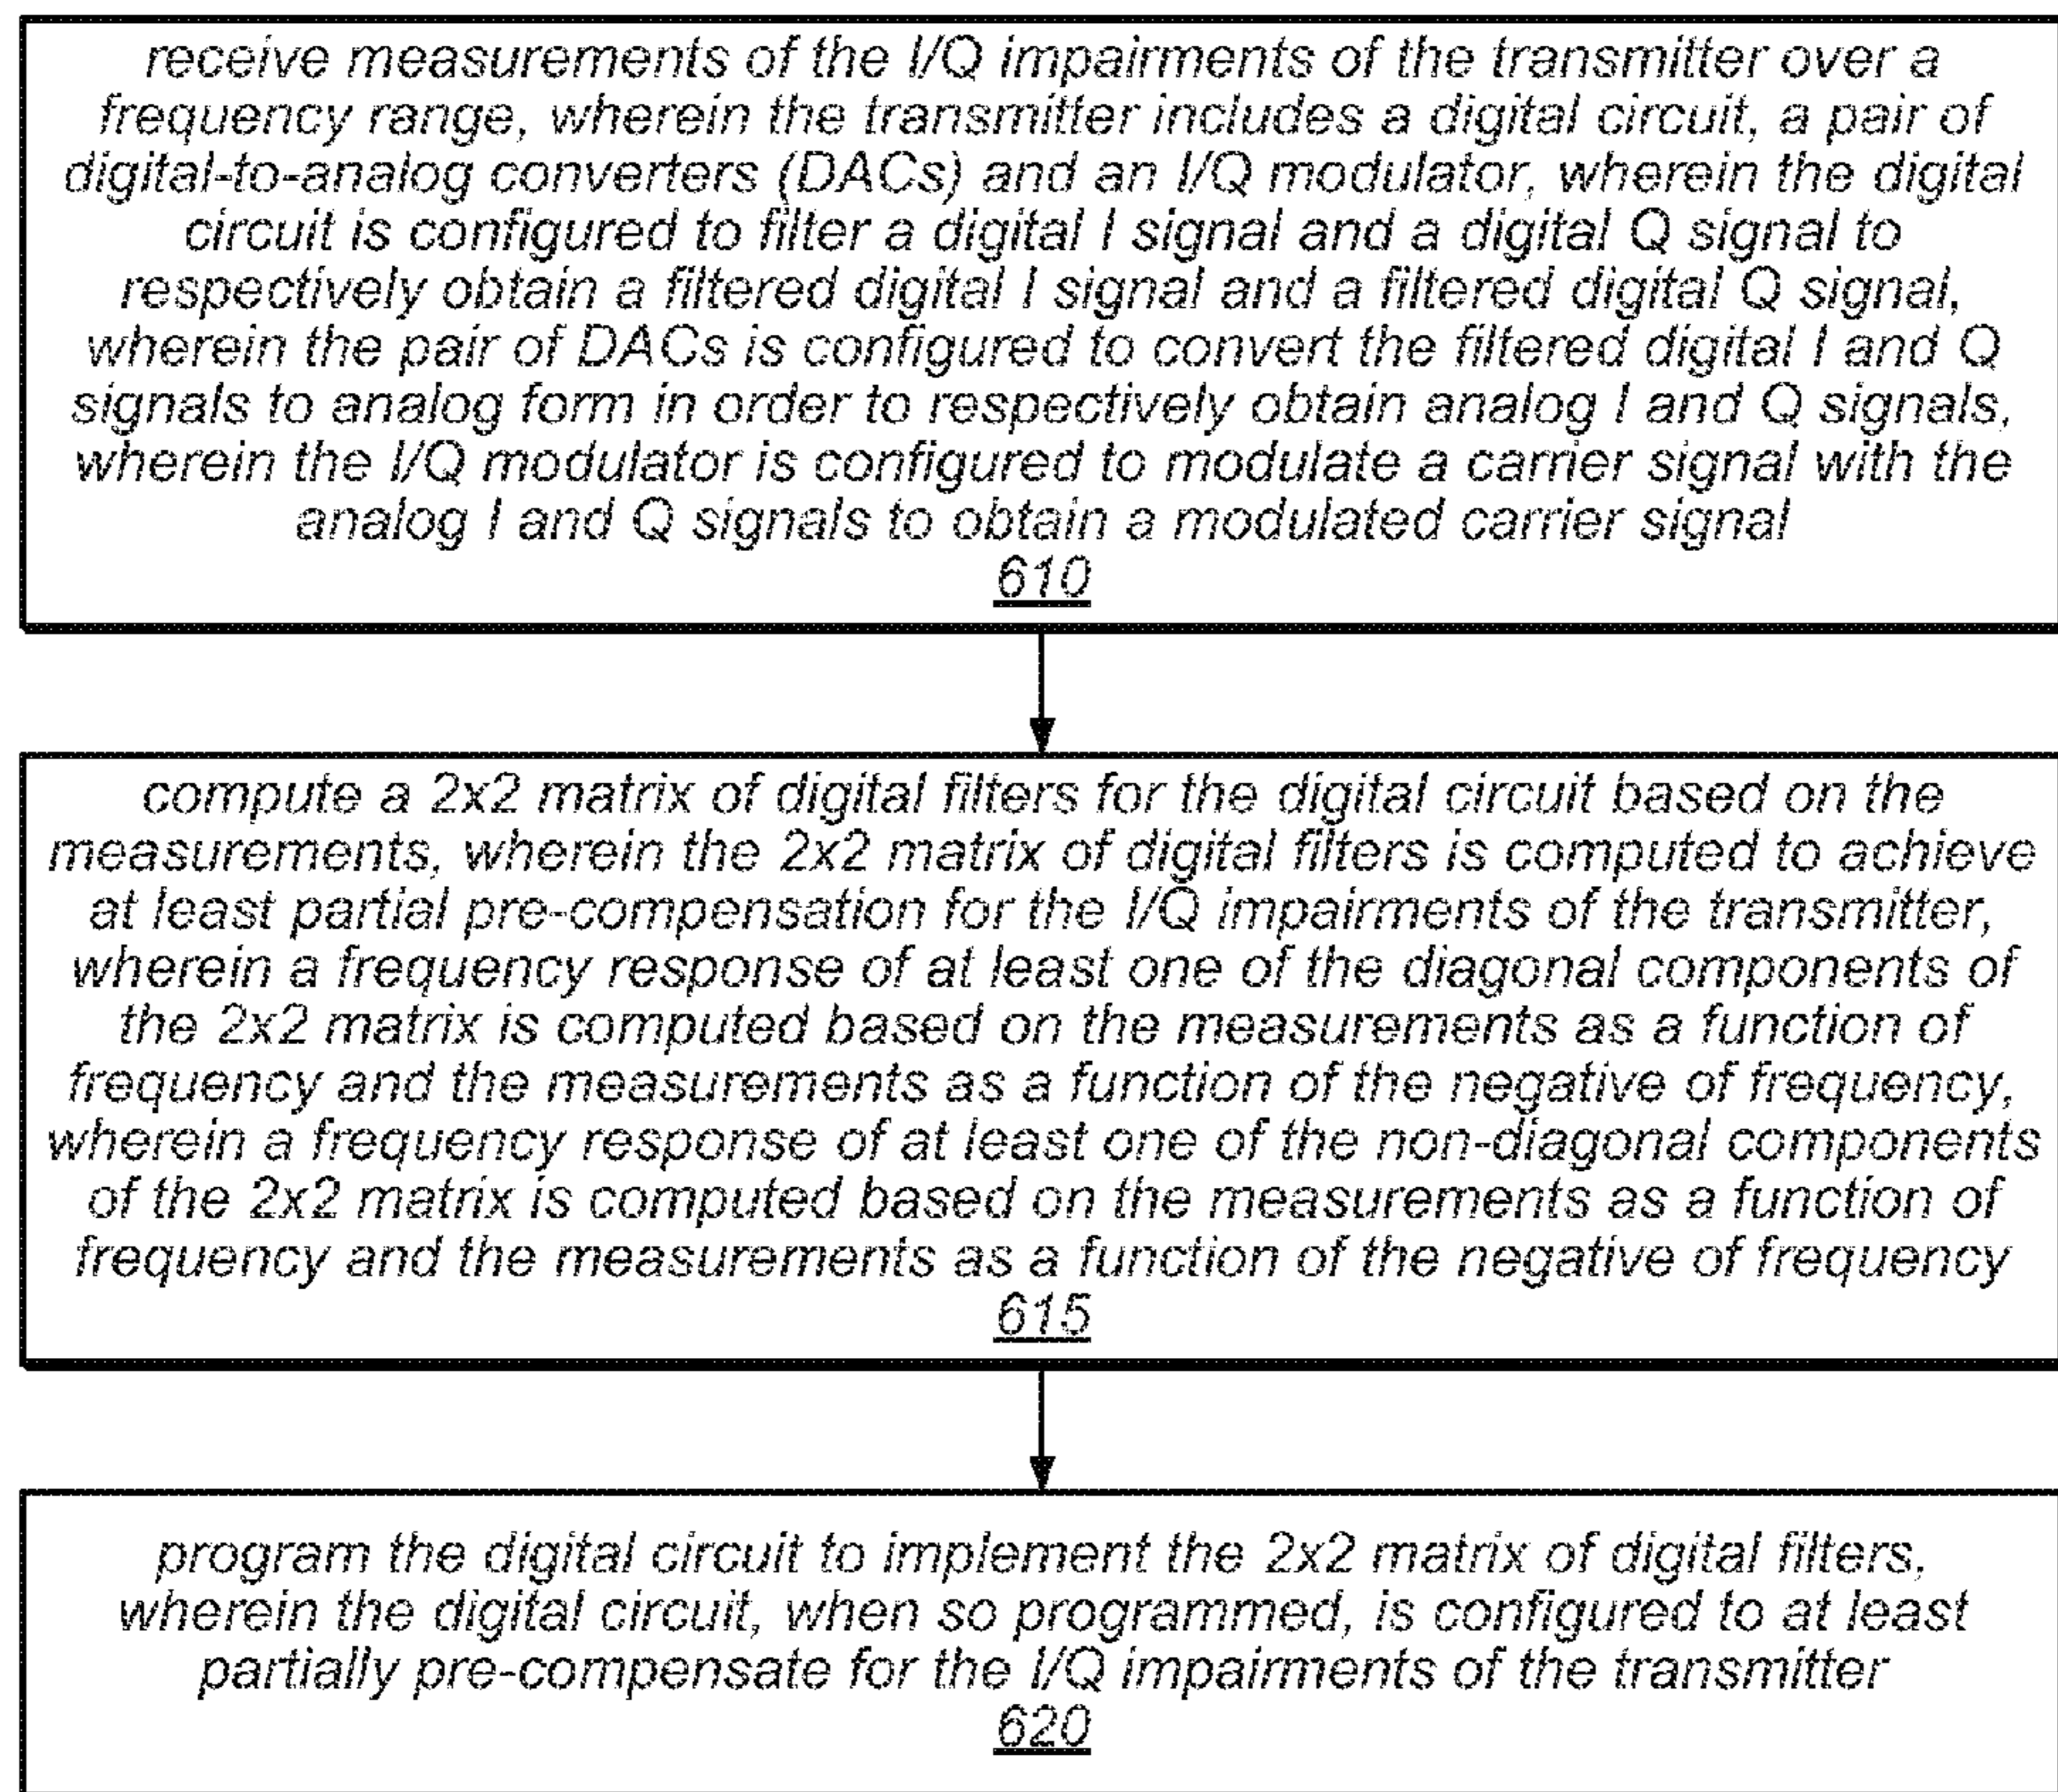 receive measurements of the I/Q impairments of the transmitter over a
frequency range, wherein the transmitter includes a digital circuit, a pair of
digital-to-analog converters (DACs) and an I/Q modulator, wherein the digital
circuit is configured to filter a digital I signal and a digital Q signal to
respectively obtain a filtered digital I signal and a filtered digital Q signal,
wherein the pair of DACs is configured to convert the filtered digital I and Q
signals to analog form in order to respectively obtain analog I and Q signals,
wherein the I/Q modulator is configured to modulate a carrier signal with the
analog I and Q signals to obtain a modulated carrier signal
610
compute a 2x2 matrix of digital filters for the digital circuit based on the
measurements, wherein the 2x2 matrix of digital filters is computed to achieve
at least partial pre-compensation for the I/Q impairments of the transmitter,
wherein a frequency response of at least one of the diagonal components of
the 2x2 matrix is computed based on the measurements as a function of
frequency and the measurements as a function of the negative of frequency,
wherein a frequency response of at least one of the non-diagonal components
of the 2x2 matrix is computed based on the measurements as a function of
frequency and the measurements as a function of the negative of frequency
615
program the digital circuit to implement the 2x2 matrix of digital filters,
wherein the digital circuit, when so programmed, is configured to at least
partially pre-compensate for the I/Q impairments of the transmitter
620